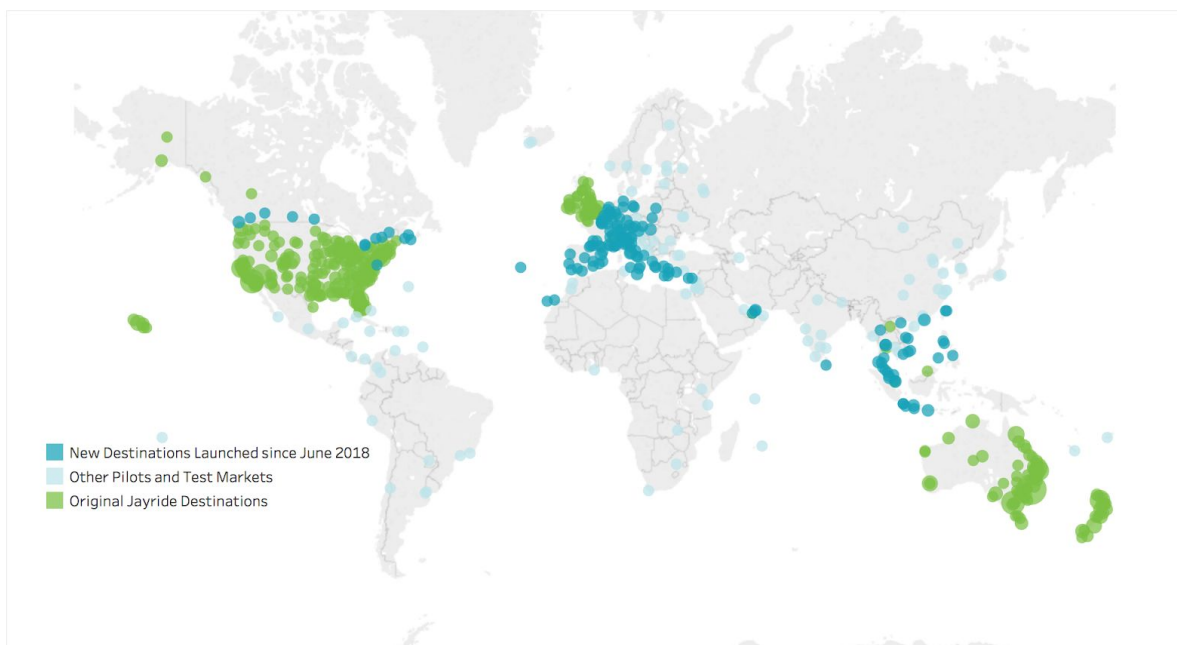 New Destinations Launched since June 2018
Other Pilots and Test Markets
Original Jayride Destinations